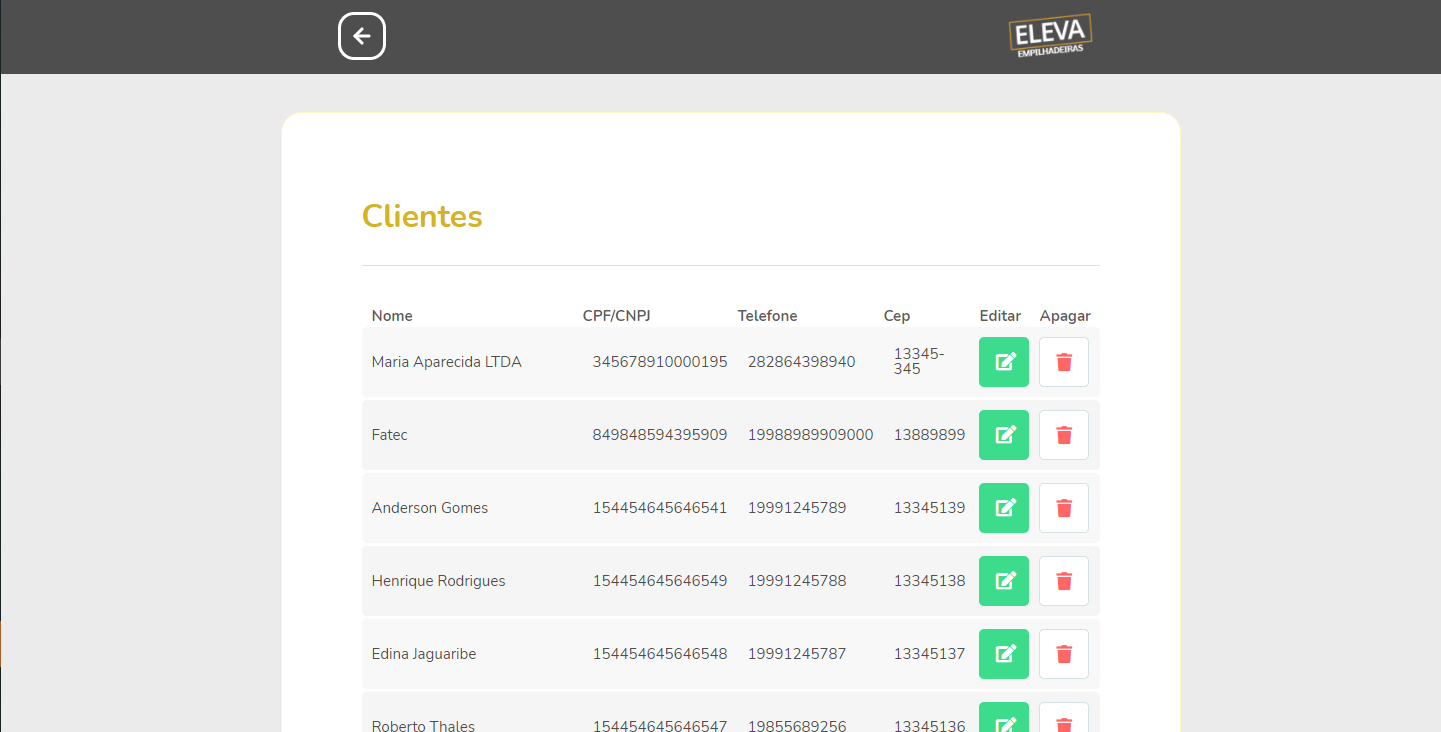 ELEVA
EMPILHADEIRAS
Clientes
Nome CPF/CNPJ Telefone Cep Editar Apagar
Maria Aparecida LTDA 345678910000195 282864398940 13345-
345
Fatec 849848594395909 19988989909000 13889899
Anderson Gomes 154454645646541 19991245789 13345139
Henrique Rodrigues 154454645646549 19991245788 13345138
Edina Jaguaribe 154454645646548 19991245787 13345137
Roberto Thales 154454645646547 19855689256 13345136